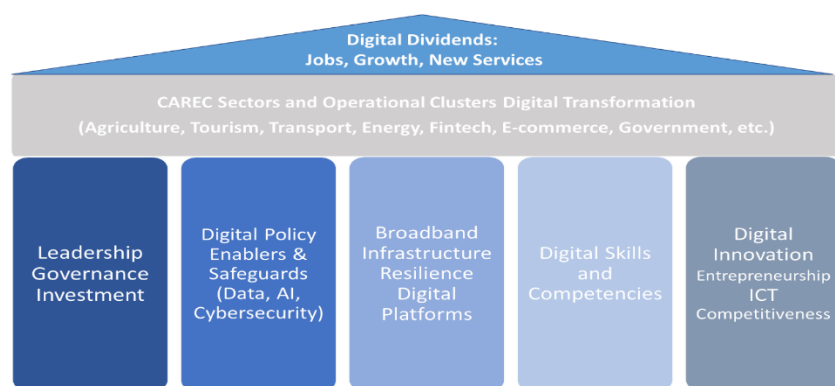 Digital Dividends:
Jobs, Growth, New Services
CAREC Sectors and Operational Clusters Digital Transformation
(Agriculture, Tourism, Transport, Energy, Fintech, E-commerce, Government, etc.)
Leadership
Governance
Investment
Digital Policy
Enablers &
Safeguards
(Data, AI,
Cybersecurity)
Broadband
Infrastructure
Resilience
Digital
Platforms
Digital Skills
and
Competencies
Digital
Innovation
Entrepreneurship
ICT
Competitiveness